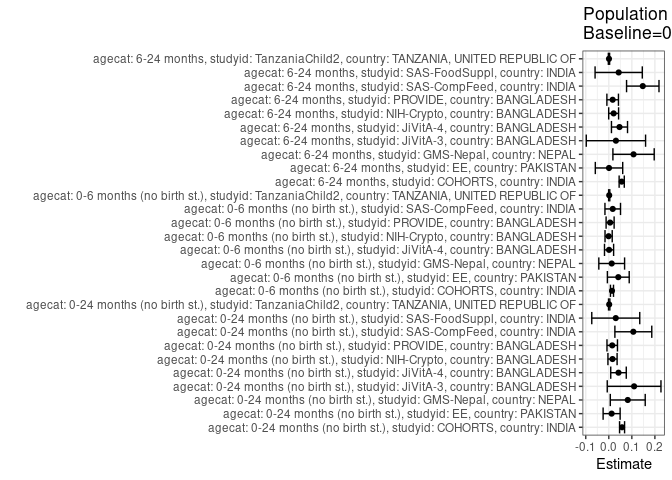 Population
Baseline=0
agecat: 6-24 months, studyid: TanzaniaChild2, country: TANZANIA, UNITED REPUBLIC OF
agecat: 6-24 months, studyid: SAS-FoodSuppl, country: INDIA
agecat: 6-24 months, studyid: SAS-CompFeed, country: INDIA
agecat: 6-24 months, studyid: PROVIDE, country: BANGLADESH
agecat: 6-24 months, studyid: NIH-Crypto, country: BANGLADESH
agecat: 6-24 months, studyid: JiVitA-4, country: BANGLADESH
agecat: 6-24 months, studyid: JiVitA-3, country: BANGLADESH
agecat: 6-24 months, studyid: GMS-Nepal, country: NEPAL
agecat: 6-24 months, studyid: EE, country: PAKISTAN
agecat: 6-24 months, studyid: COHORTS, country: INDIA
agecat: 0-6 months (no birth st.), studyid: TanzaniaChild2, country: TANZANIA, UNITED REPUBLIC OF
agecat: 0-6 months (no birth st.), studyid: SAS-CompFeed, country: INDIA
agecat: 0-6 months (no birth st.), studyid: PROVIDE, country: BANGLADESH
agecat: 0-6 months (no birth st.), studyid: NIH-Crypto, country: BANGLADESH
agecat: 0-6 months (no birth st.), studyid: JiVitA-4, country: BANGLADESH
agecat: 0-6 months (no birth st.), studyid: GMS-Nepal, country: NEPAL
agecat: 0-6 months (no birth st.), studyid: EE, country: PAKISTAN
agecat: 0-6 months (no birth st.), studyid: COHORTS, country: INDIA
agecat: 0-24 months (no birth st.), studyid: TanzaniaChild2, country: TANZANIA, UNITED REPUBLIC OF
agecat: 0-24 months (no birth st.), studyid: SAS-FoodSuppl, country: INDIA
agecat: 0-24 months (no birth st.), studyid: SAS-CompFeed, country: INDIA
agecat: 0-24 months (no birth st.), studyid: PROVIDE, country: BANGLADESH
agecat: 0-24 months (no birth st.), studyid: NIH-Crypto, country: BANGLADESH
agecat: 0-24 months (no birth st.), studyid: JiVitA-4, country: BANGLADESH
agecat: 0-24 months (no birth st.), studyid: JiVitA-3, country: BANGLADESH
agecat: 0-24 months (no birth st.), studyid: GMS-Nepal, country: NEPAL
agecat: 0-24 months (no birth st.), studyid: EE, country: PAKISTAN
agecat: 0-24 months (no birth st.), studyid: COHORTS, country: INDIA
-0.1 0.0 0.1 0.2
Estimate